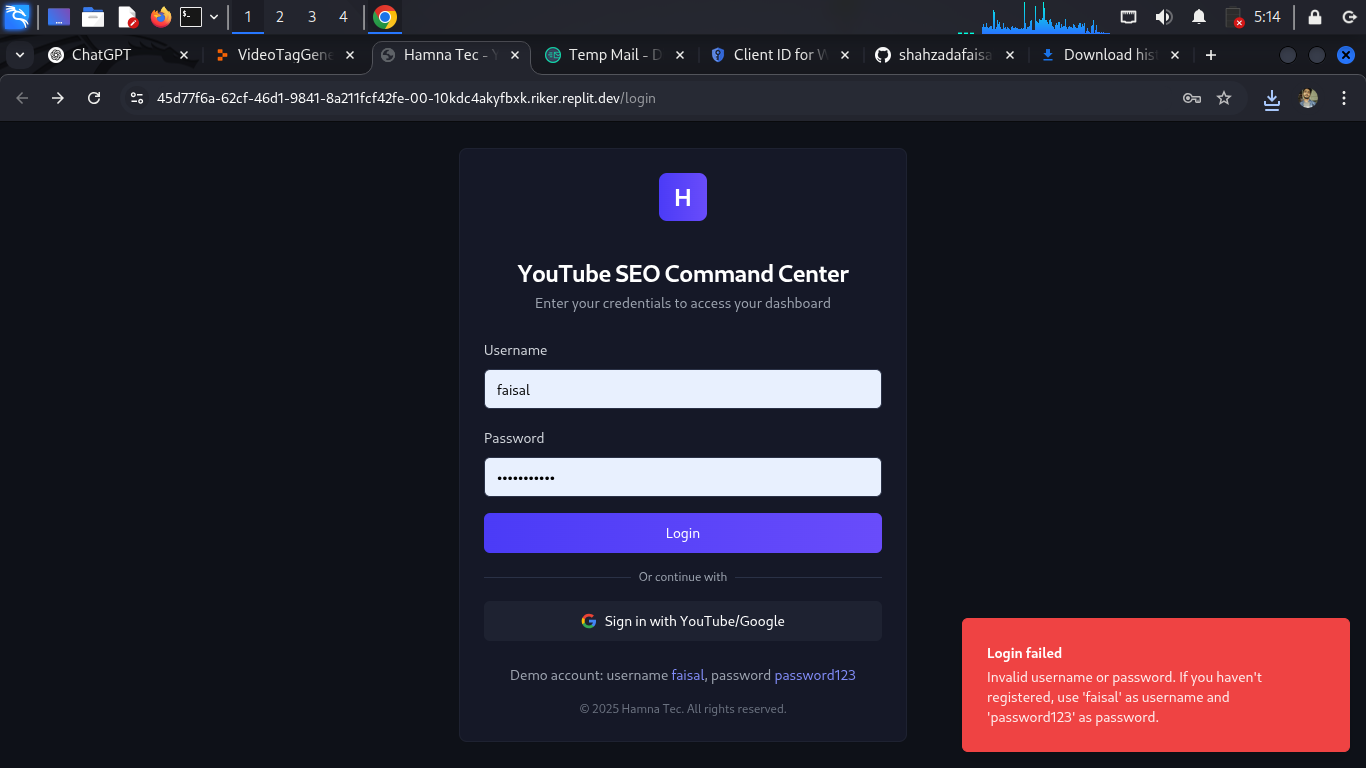 1 2 3 4 5:14
ChatGPT VideoTagGene Hamna Tec - Y Temp Mail - D Client ID for W shahzadafaisa Download hist
45d77f6a-62cf-46d1-9841-8a211fcf42fe-00-10kdc4akyfbxk.riker.replit.dev/login
H
YouTube SEO Command Center
Enter your credentials to access your dashboard
Username
faisal
Password
•••••••••••
Login
Or continue with
Sign in with YouTube/Google
Demo account: username faisal, password password123
© 2025 Hamna Tec. All rights reserved.
Login failed
Invalid username or password. If you haven't
registered, use 'faisal' as username and
'password123' as password.